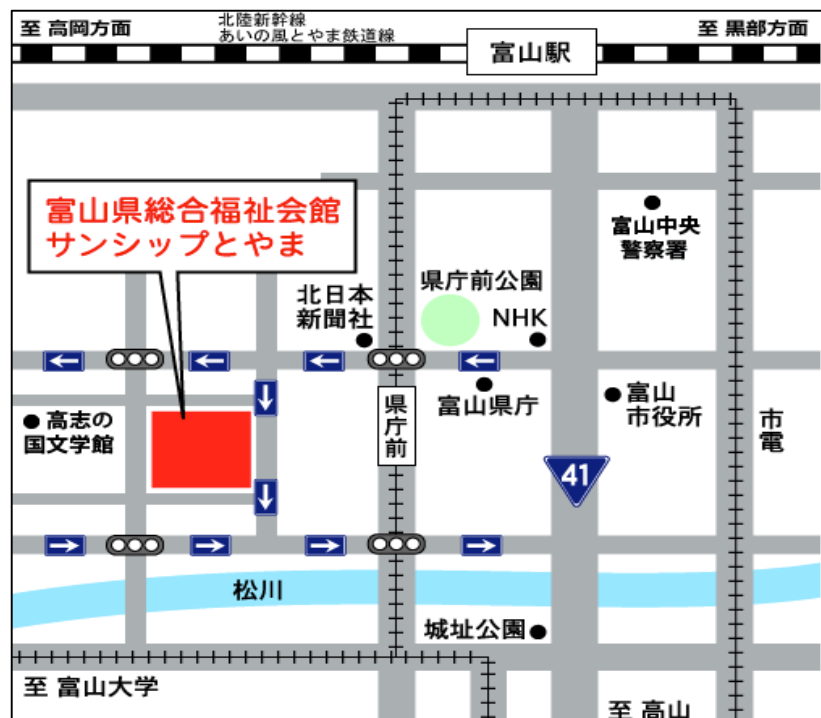 至 高岡方面
北陸新幹線
あいの風とやま鉄道線
富山駅
至 黒部方面
富山県総合福祉会館
サンシップとやま
富山中央
警察署
県庁前公園
北日本
新聞社
NHK
高志の
国文学館
県庁前
富山県庁
富山
市役所
市電
41
松川
城址公園
至 富山大学
至 高山